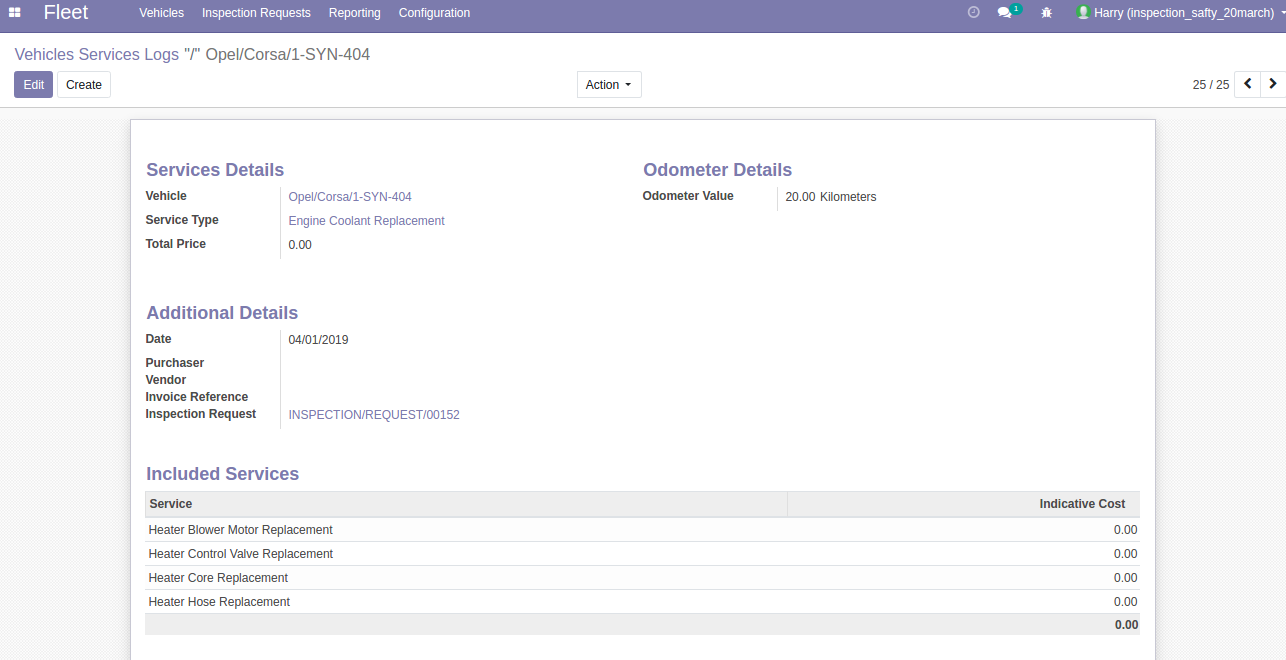 Fleet Vehicles Inspection Requests Reporting Configuration 1 Harry (inspection_safty_20march)
Vehicles Services Logs "/" Opel/Corsa/1-SYN-404
Edit Create Action 25 / 25
Services Details
Vehicle Opel/Corsa/1-SYN-404
Service Type Engine Coolant Replacement
Total Price 0.00
Odometer Details
Odometer Value 20.00 Kilometers
Additional Details
Date 04/01/2019
Purchaser
Vendor
Invoice Reference
Inspection Request INSPECTION/REQUEST/00152
Included Services
Service Indicative Cost
Heater Blower Motor Replacement 0.00
Heater Control Valve Replacement 0.00
Heater Core Replacement 0.00
Heater Hose Replacement 0.00
0.00